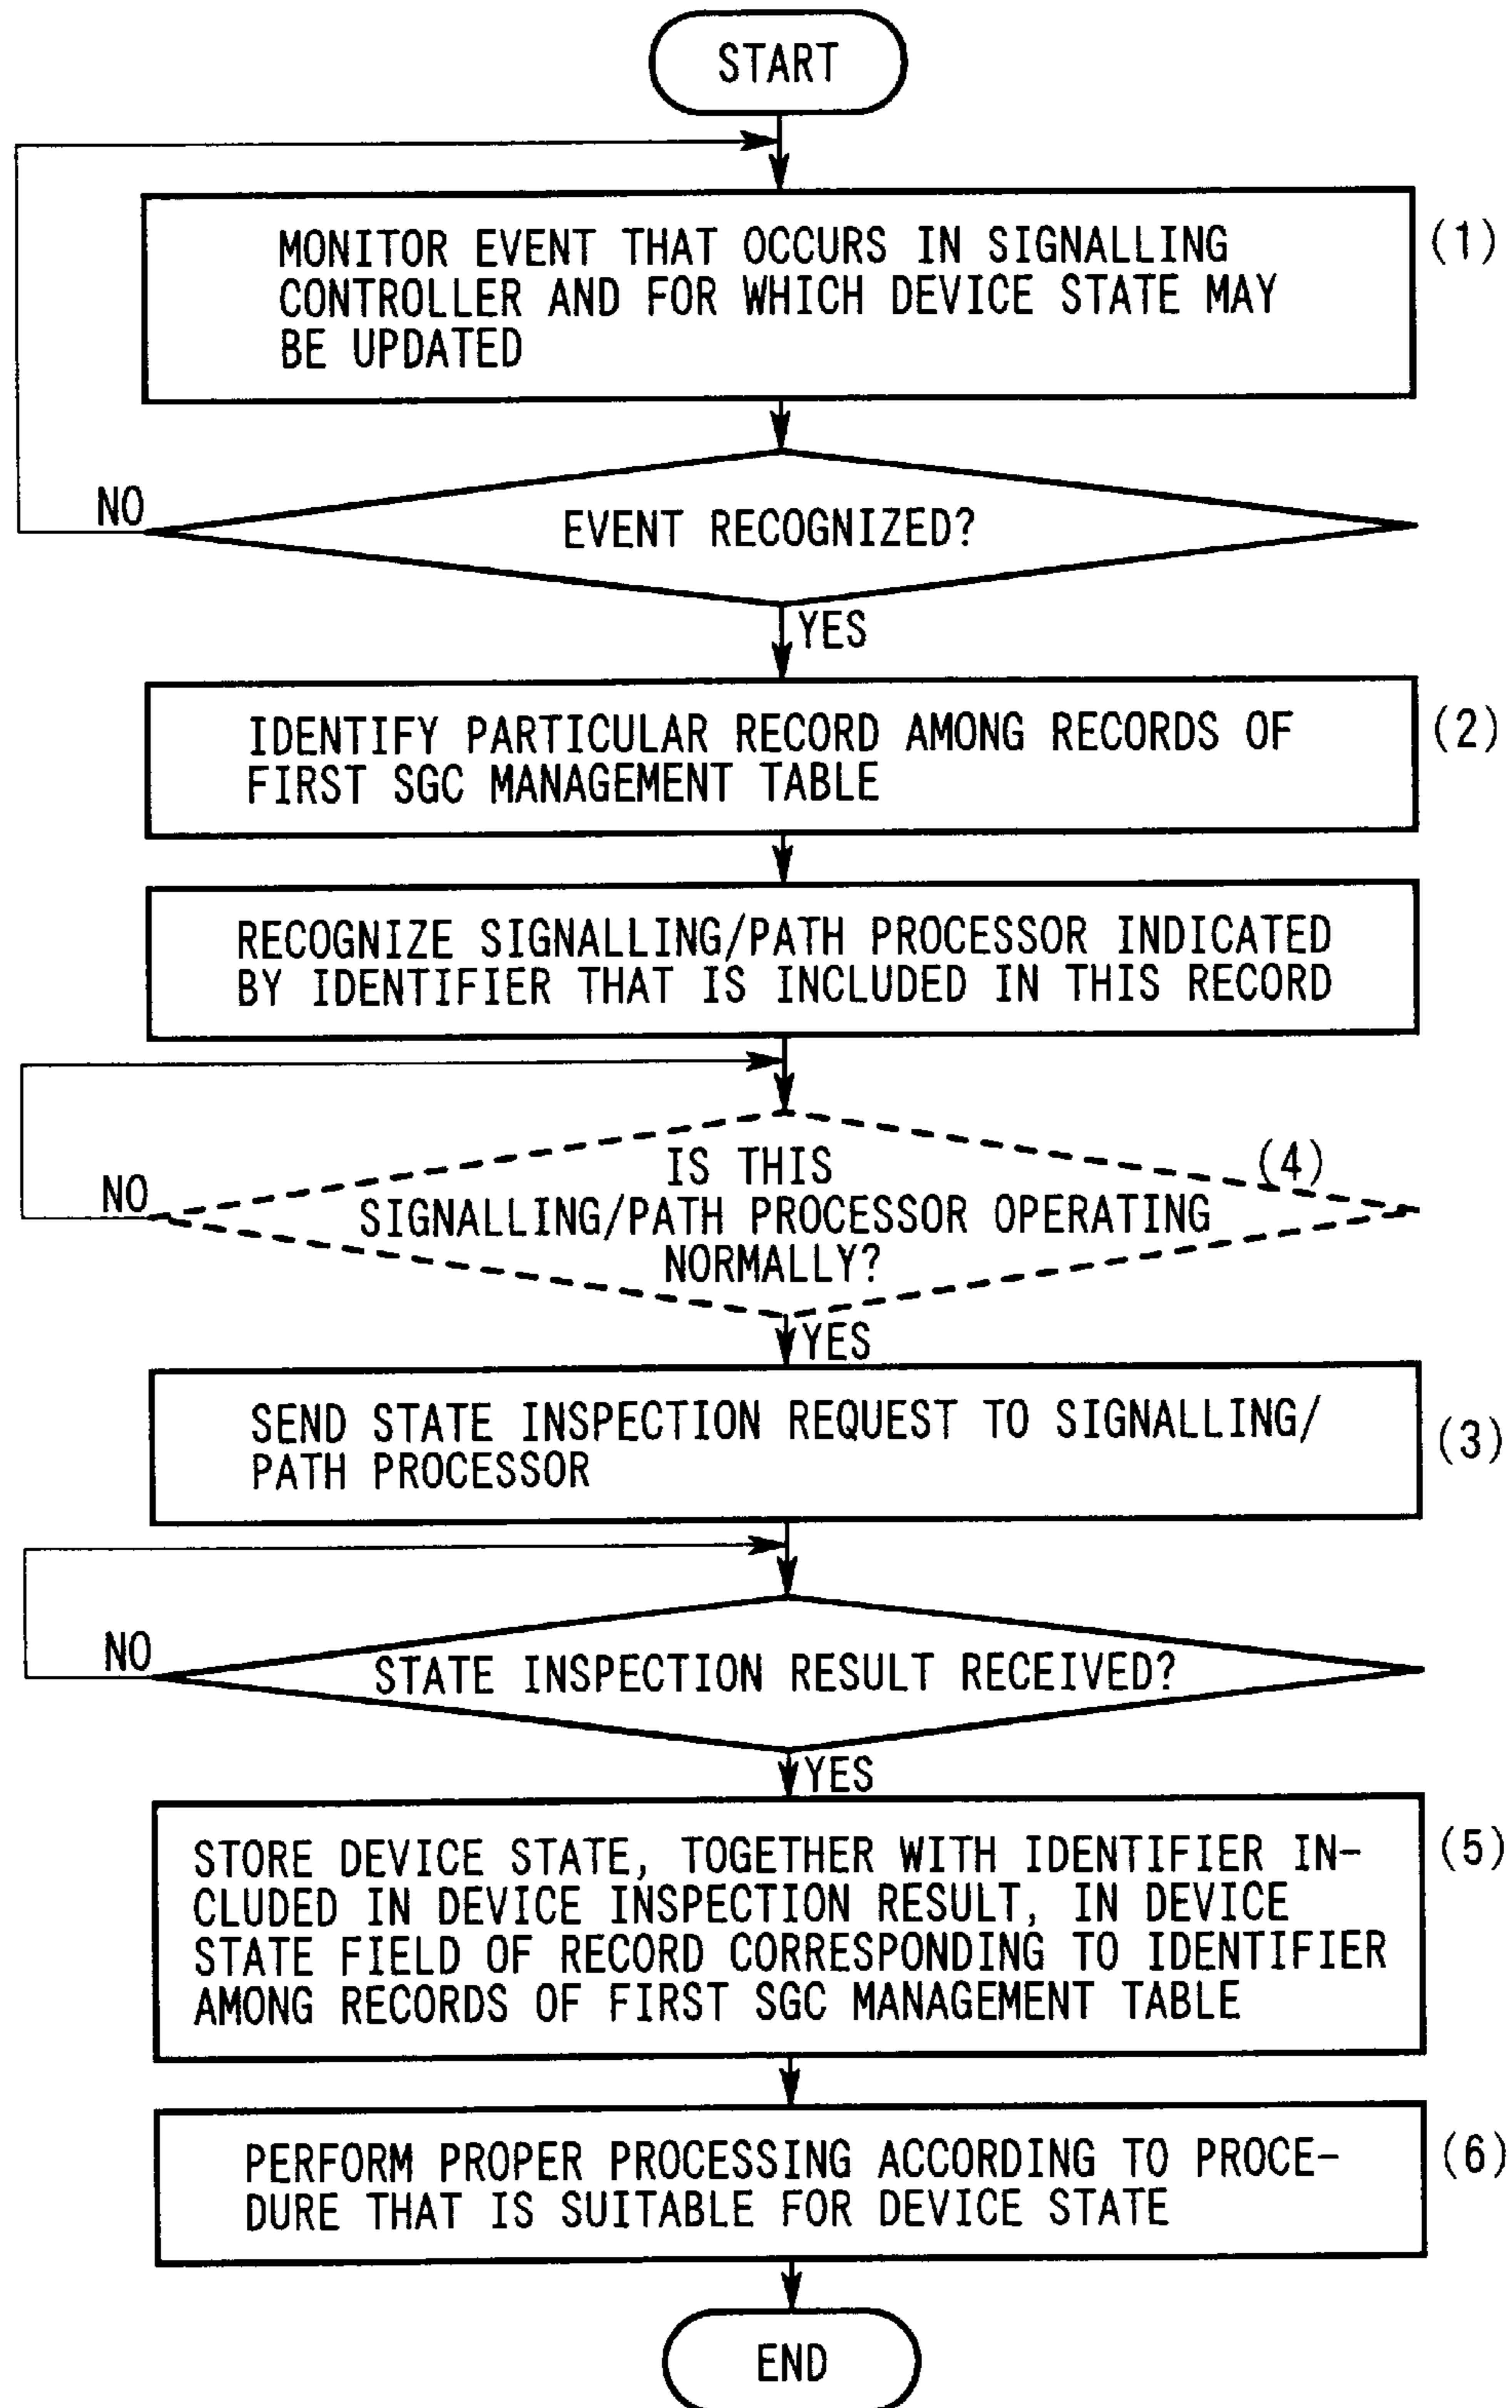 START
MONITOR EVENT THAT OCCURS IN SIGNALLING
CONTROLLER AND FOR WHICH DEVICE STATE MAY
BE UPDATED
(1)
NO
EVENT RECOGNIZED?
YES
IDENTIFY PARTICULAR RECORD AMONG RECORDS OF
FIRST SGC MANAGEMENT TABLE
(2)
RECOGNIZE SIGNALLING/PATH PROCESSOR INDICATED
BY IDENTIFIER THAT IS INCLUDED IN THIS RECORD
NO
IS THIS
SIGNALLING/PATH PROCESSOR OPERATING
NORMALLY?
(4)
YES
SEND STATE INSPECTION REQUEST TO SIGNALLING/
PATH PROCESSOR
(3)
NO
STATE INSPECTION RESULT RECEIVED?
YES
STORE DEVICE STATE, TOGETHER WITH IDENTIFIER IN-
CLUDED IN DEVICE INSPECTION RESULT, IN DEVICE
STATE FIELD OF RECORD CORRESPONDING TO IDENTIFIER
AMONG RECORDS OF FIRST SGC MANAGEMENT TABLE
(5)
PERFORM PROPER PROCESSING ACCORDING TO PROCE-
DURE THAT IS SUITABLE FOR DEVICE STATE
(6)
END